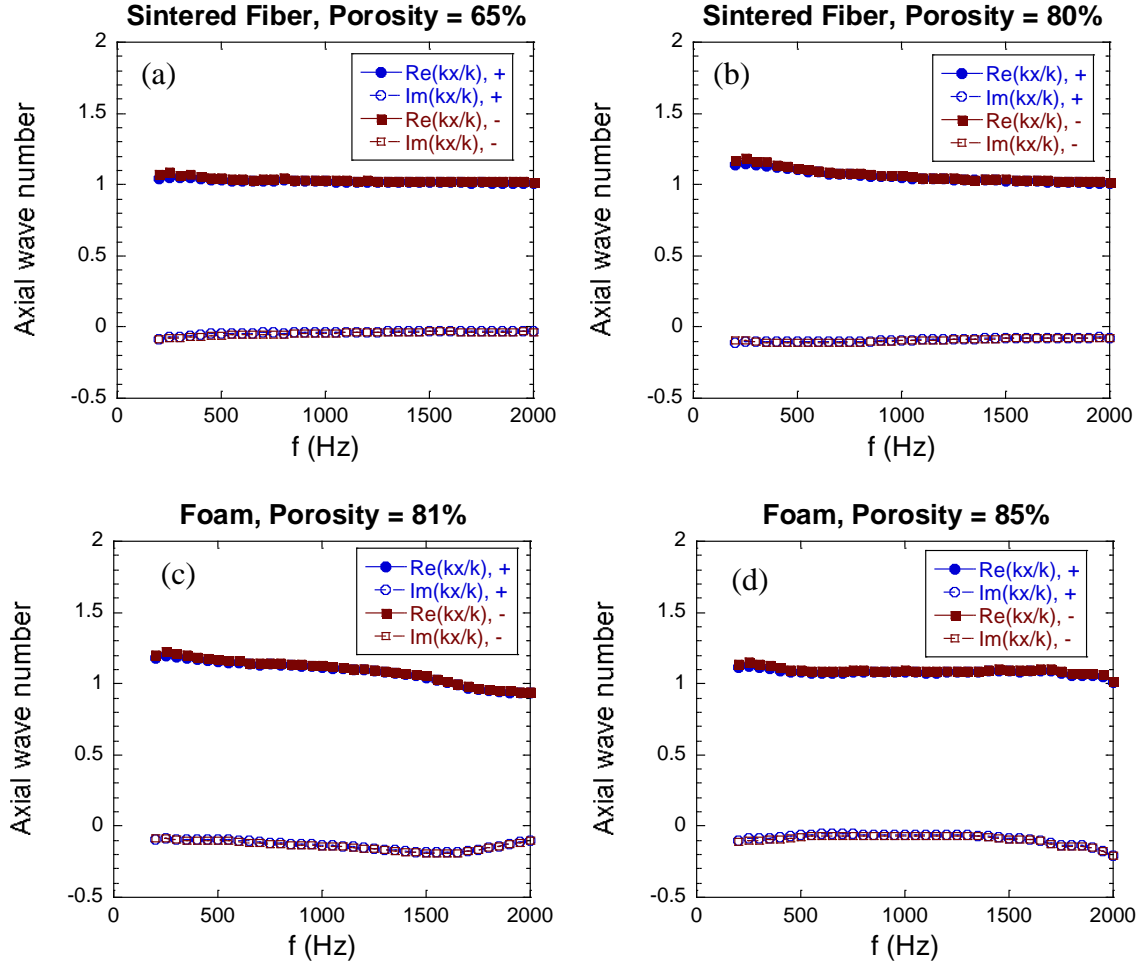 Sintered Fiber, Porosity = 65%
(a)
Re(kx/k), +
Im(kx/k), +
Re(kx/k), -
Im(kx/k), -
Axial wave number
2
1.5
1
0.5
0
-0.5
0 500 1000 1500 2000
f (Hz)
Sintered Fiber, Porosity = 80%
(b)
Re(kx/k), +
Im(kx/k), +
Re(kx/k), -
Im(kx/k), -
Axial wave number
2
1.5
1
0.5
0
-0.5
0 500 1000 1500 2000
f (Hz)
Foam, Porosity = 81%
(c)
Re(kx/k), +
Im(kx/k), +
Re(kx/k), -
Im(kx/k), -
Axial wave number
2
1.5
1
0.5
0
-0.5
0 500 1000 1500 2000
f (Hz)
Foam, Porosity = 85%
(d)
Re(kx/k), +
Im(kx/k), +
Re(kx/k), -
Im(kx/k), -
Axial wave number
2
1.5
1
0.5
0
-0.5
0 500 1000 1500 2000
f (Hz)